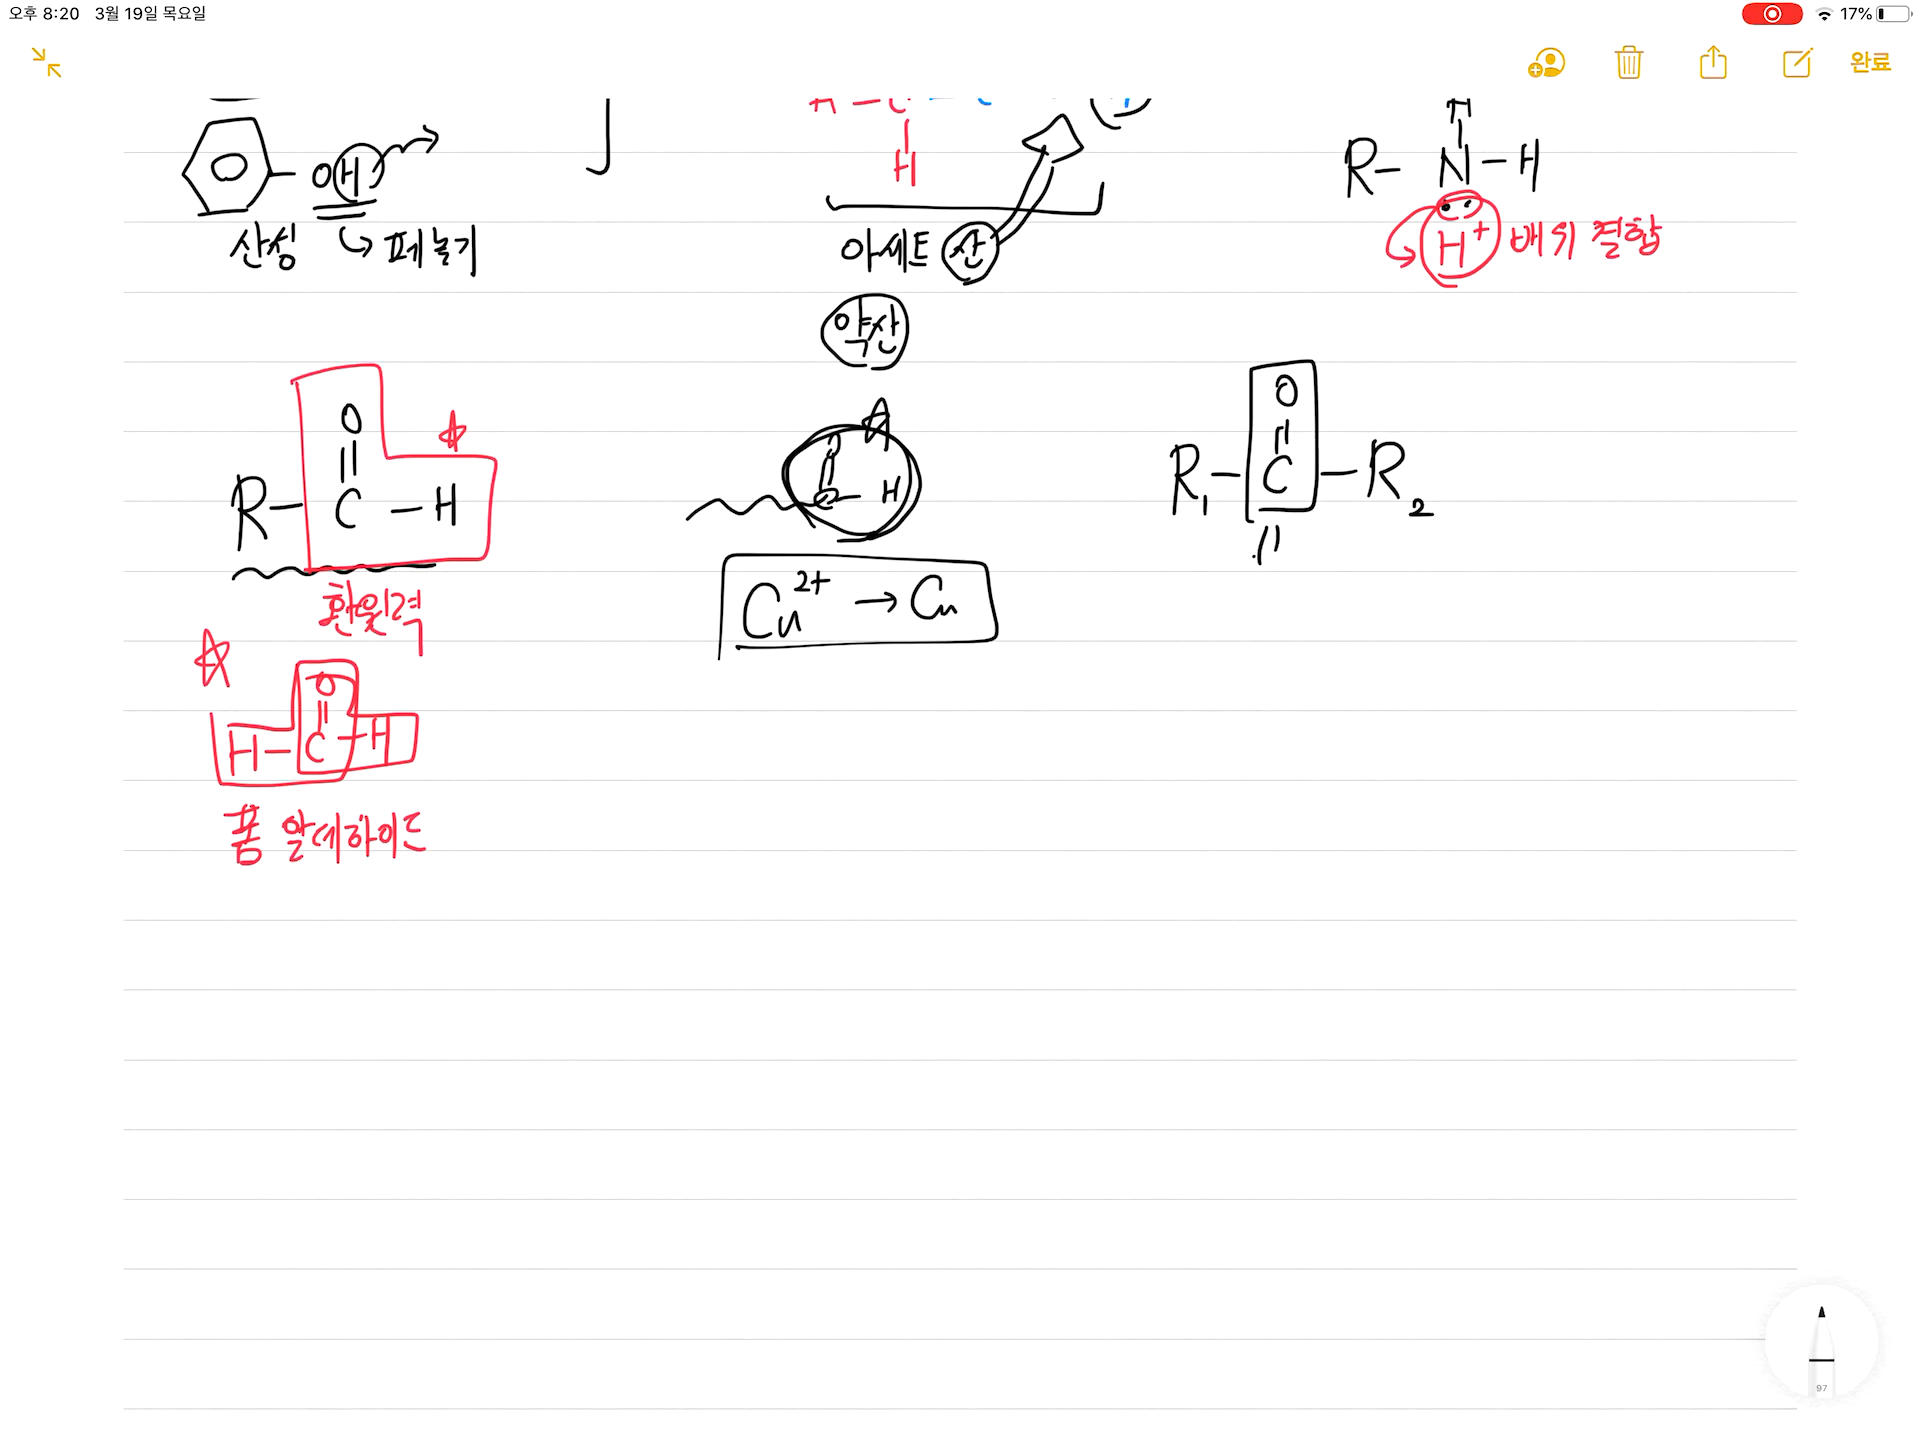 오후 8:20 3월 19일 목요일
17%
완료
OH
산성 ↪ 페놀기
H
아세트산
약산
H
R-N-H
H+ 배위 결합
O
R-C-H
환원력
O
C-H
Cu2+ → Cu
O
R1-C-R2
O
H-C-H
폼 알데하이드
97